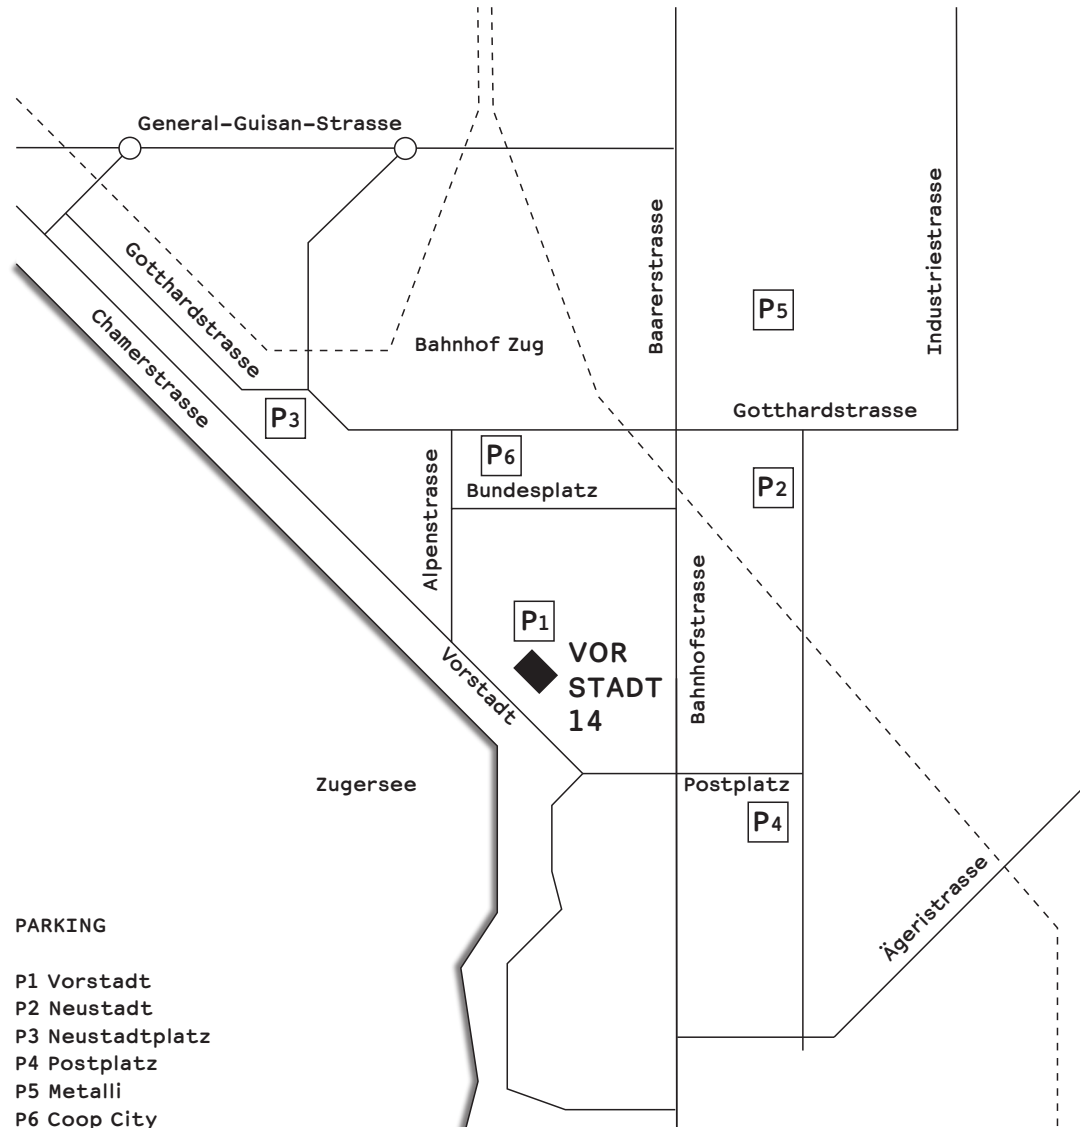 General-Guisan-Strasse
Gotthardstrasse
Chamerstrasse
Baarerstrasse
Industriestrasse
P5
Bahnhof Zug
Gotthardstrasse
P3
P6
Alpenstrasse
Bundesplatz
P2
Bahnhofstrasse
P1
VOR
STADT
14
Vorstadt
Zugersee
Postplatz
P4
Ägeristrasse
PARKING
P1 Vorstadt
P2 Neustadt
P3 Neustadtplatz
P4 Postplatz
P5 Metalli
P6 Coop City